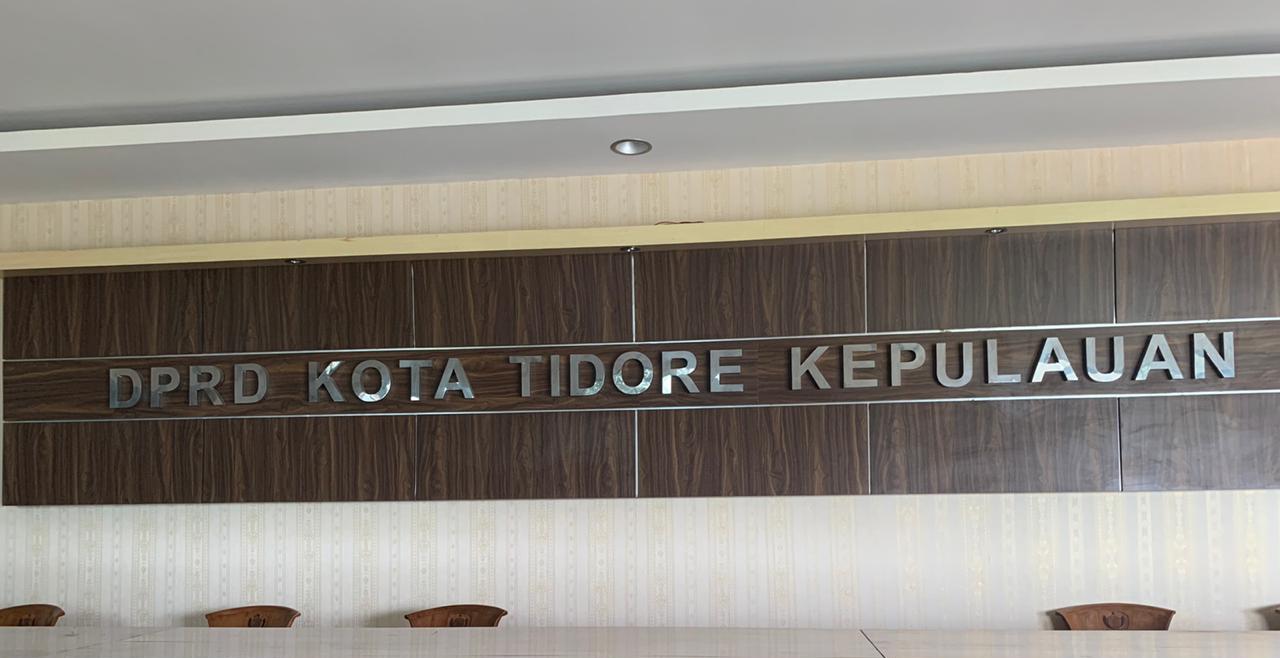 DPRD KOTA TIDORE KEPULAUAN